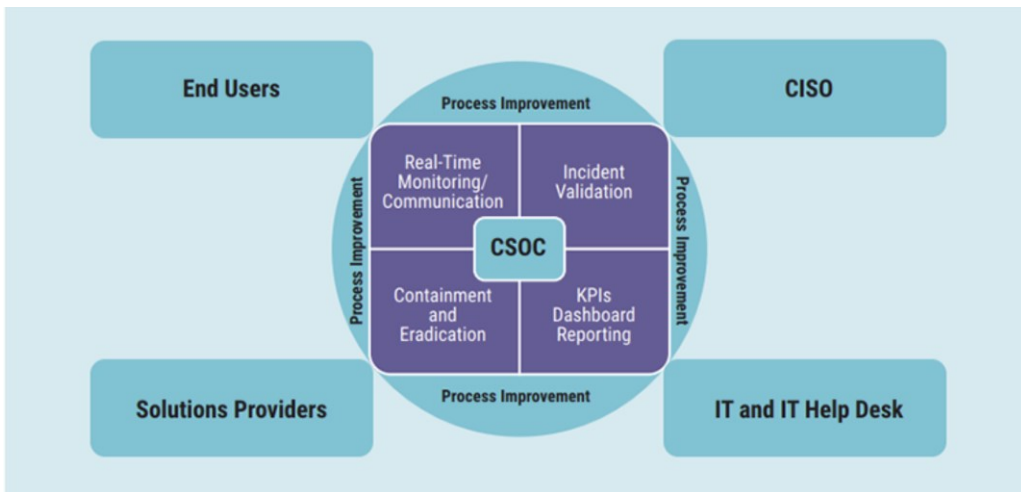 End Users
CISO
Process Improvement
Real-Time
Monitoring/
Communication
Incident
Validation
Process Improvement
Process Improvement
CSOC
Containment
and
Eradication
KPIs
Dashboard
Reporting
Process Improvement
Solutions Providers
IT and IT Help Desk